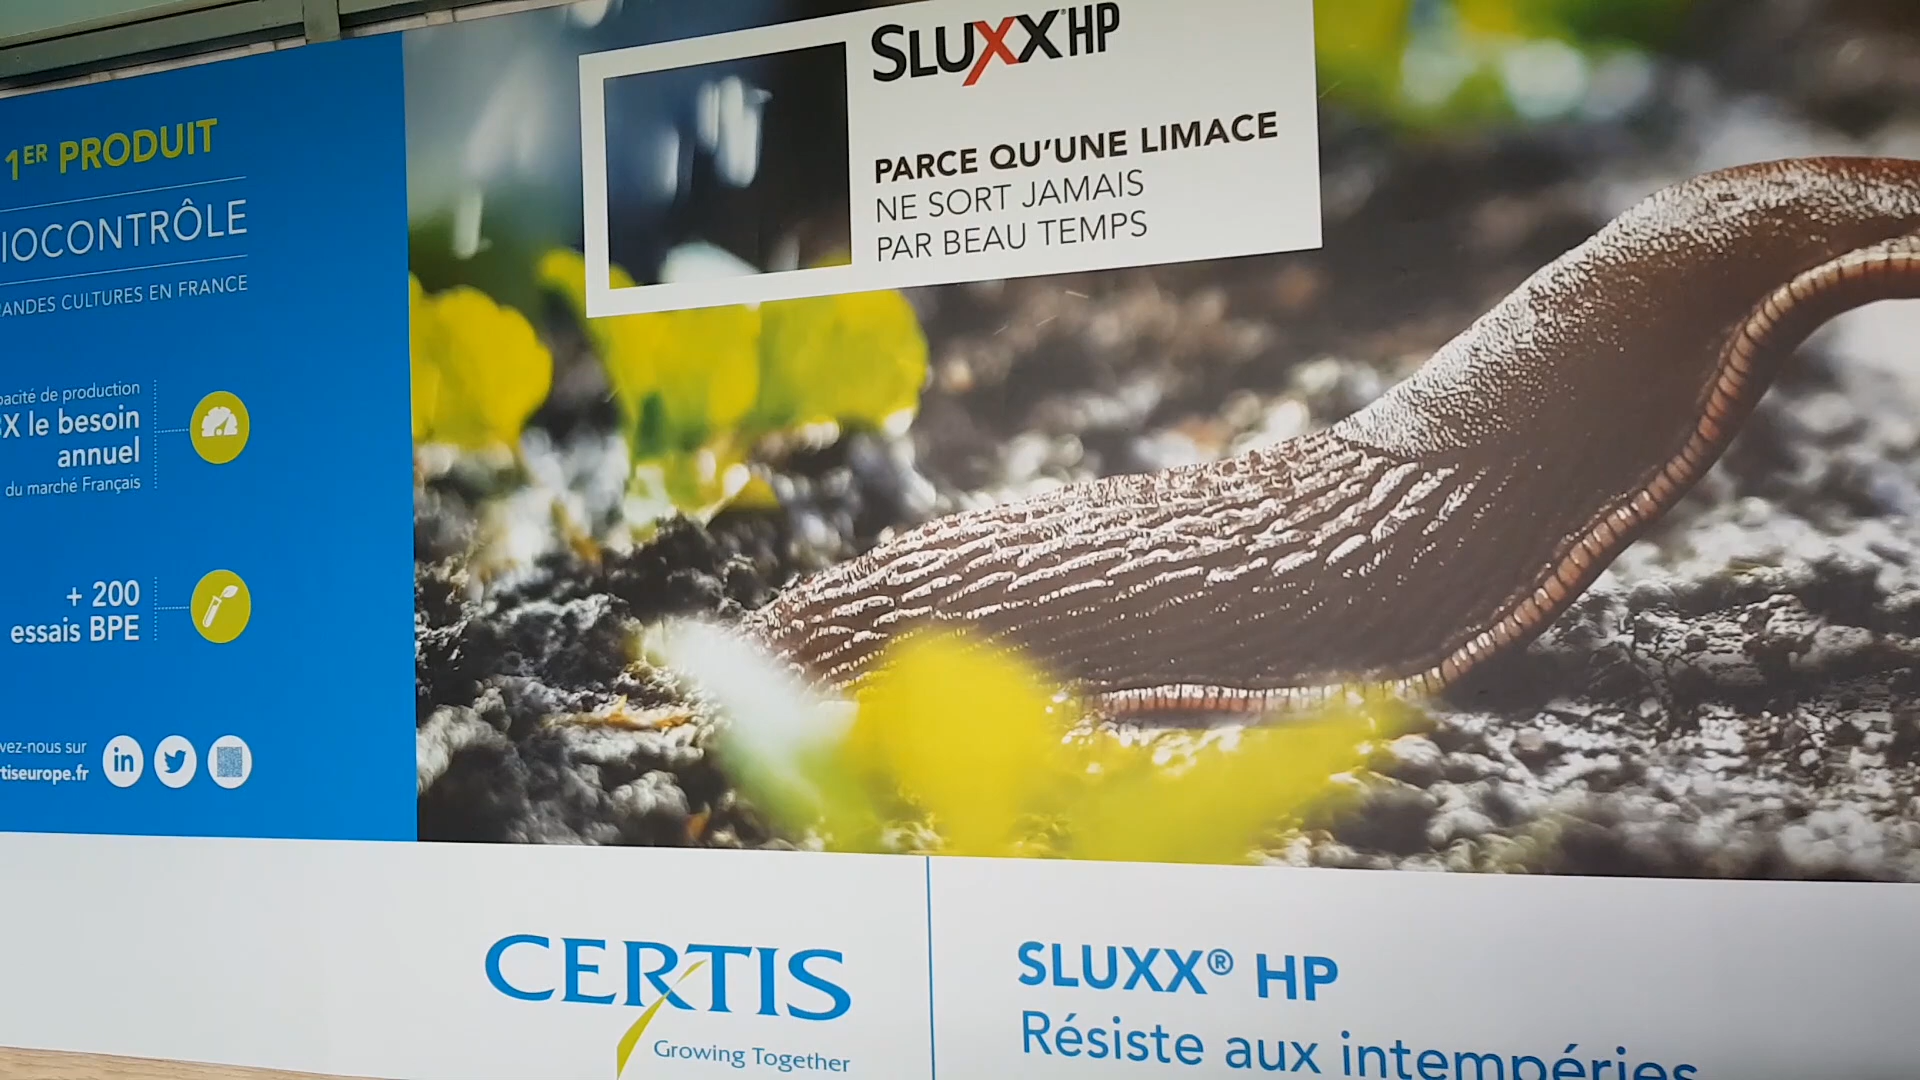 1ER PRODUIT
IOCONTRÔLE
ANDES CULTURES EN FRANCE
acité de production
X le besoin
annuel
du marché Français
+ 200
essais BPE
vez-nous sur
tiseurope.fr
in
SLUXX HP
PARCE QU'UNE LIMACE
NE SORT JAMAIS
PAR BEAU TEMPS
CERTIS
Growing Together
SLUXX® HP
Résiste aux intempéries